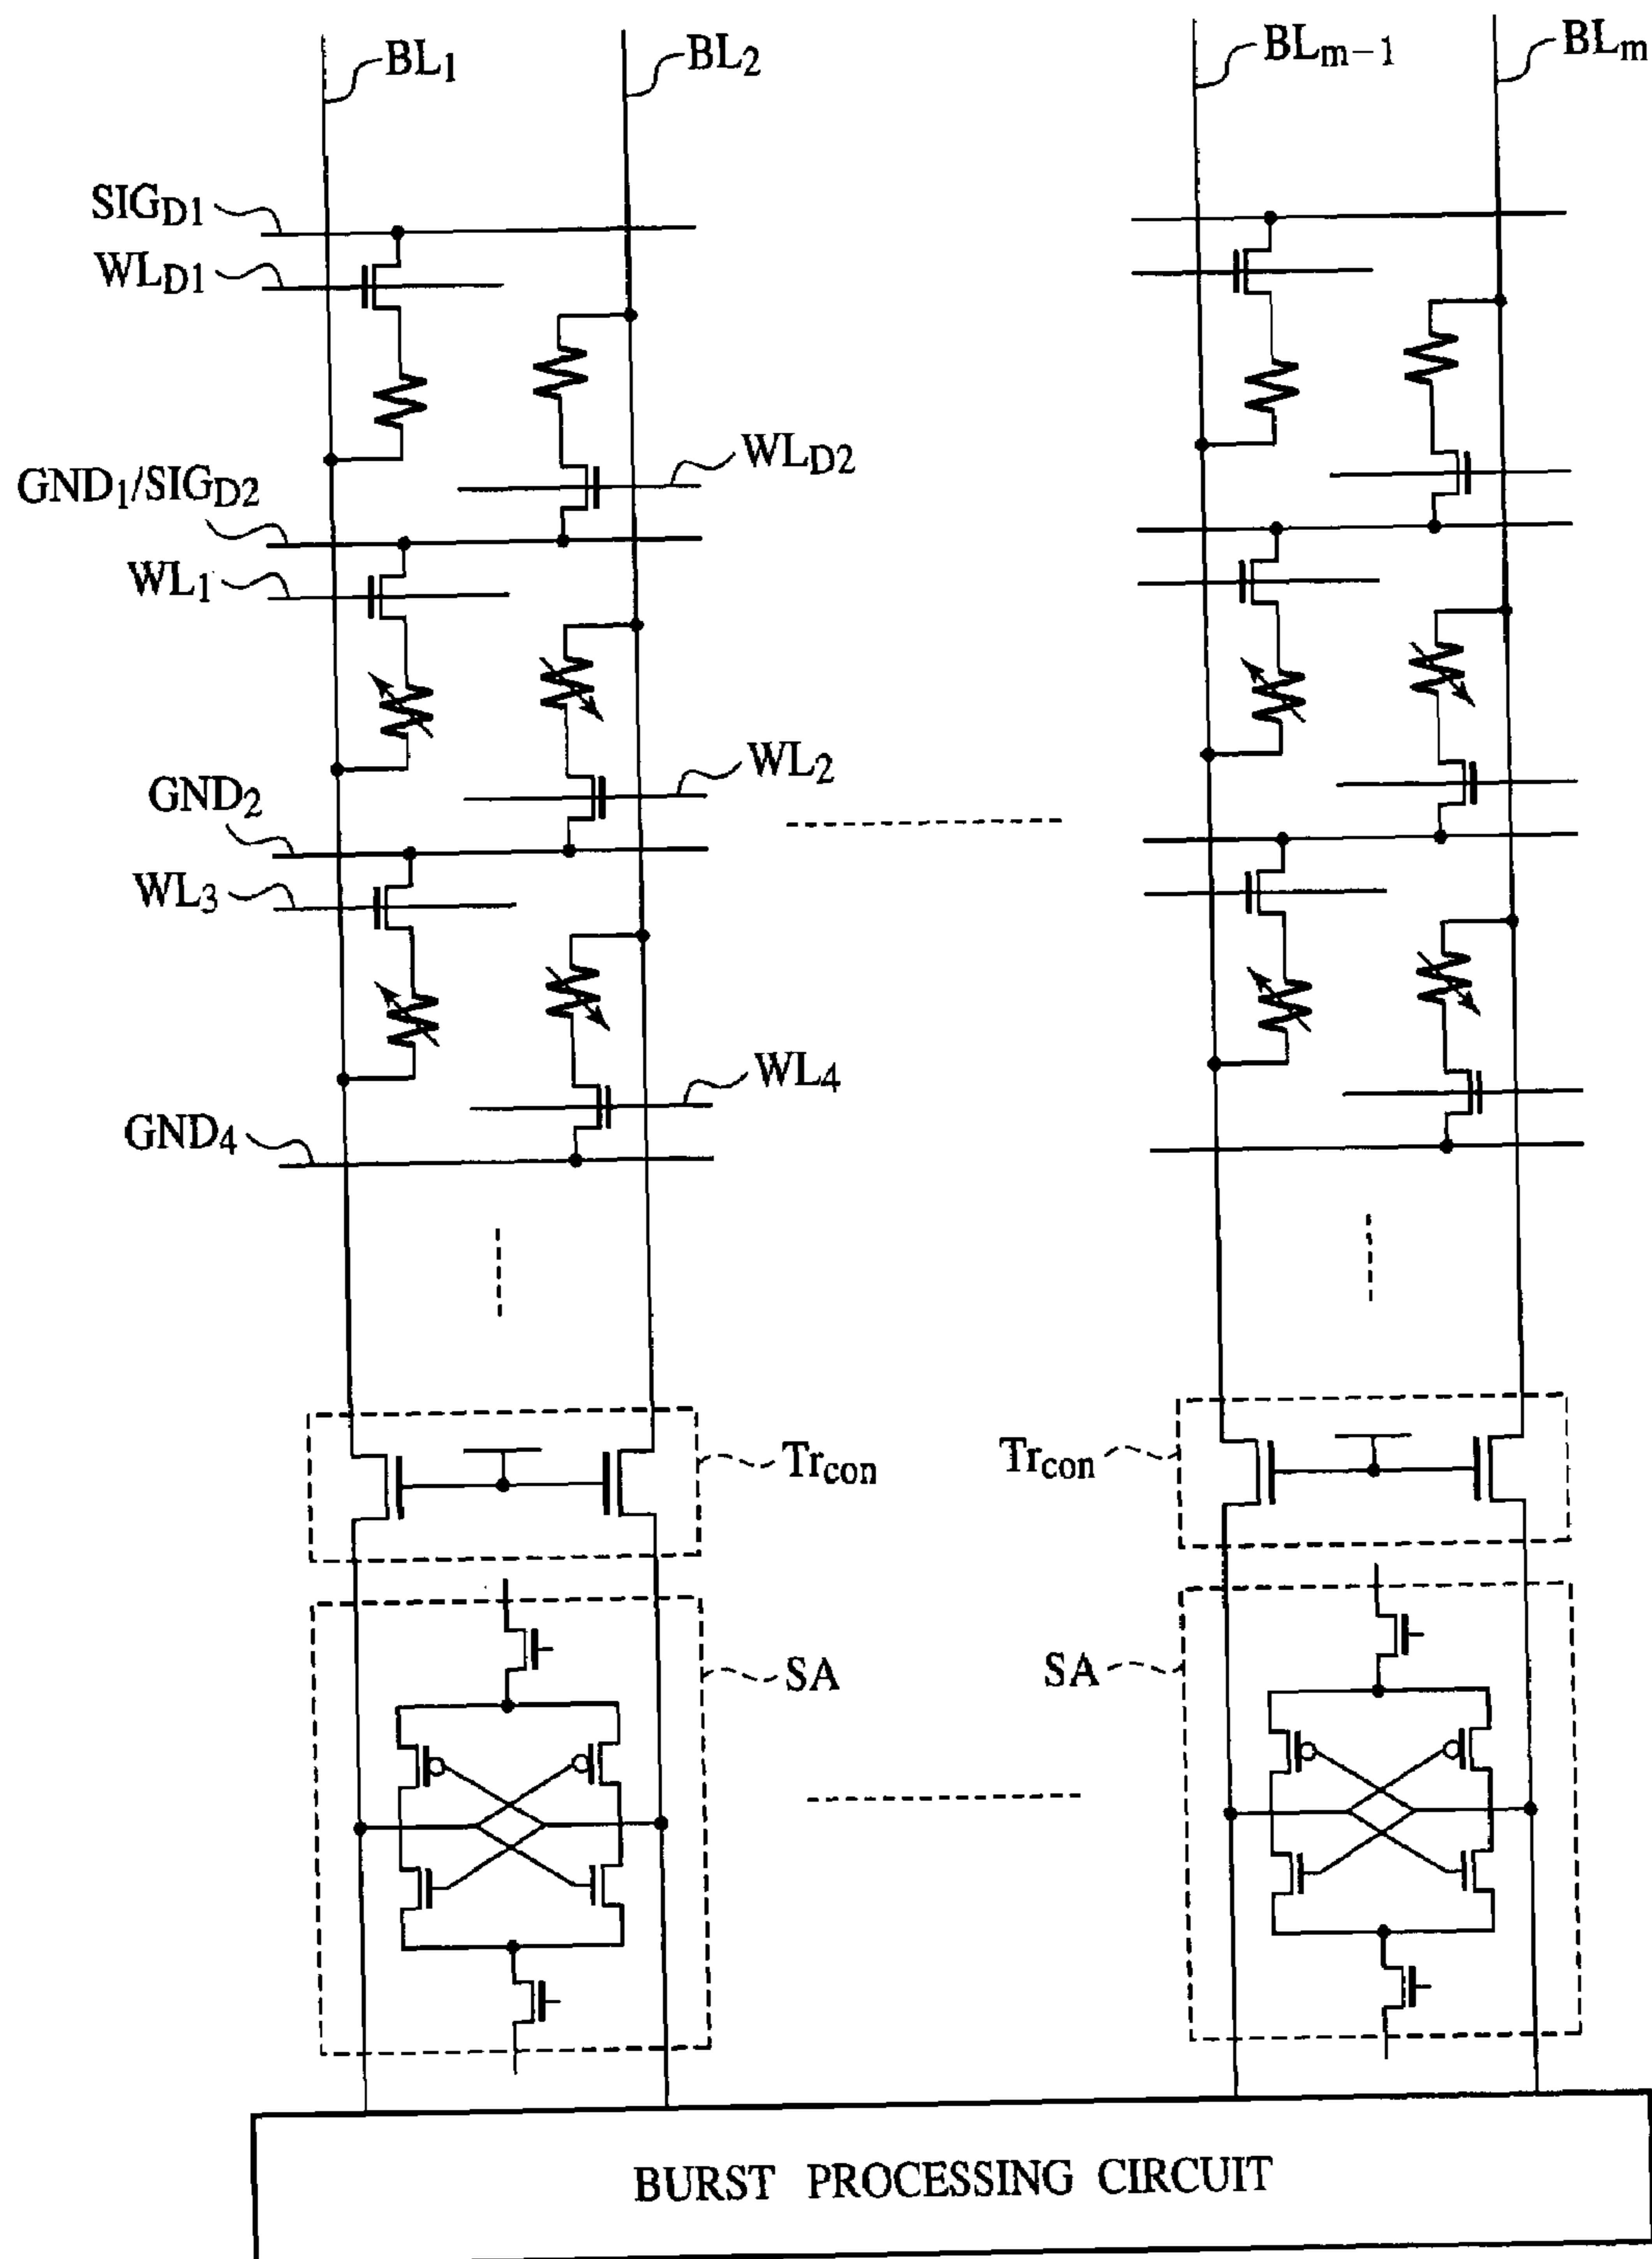 BL1
BL2
BLm-1
BLm
SIGD1
WLD1
WLD2
GND1/SIGD2
WL1
WL2
GND2
WL3
WL4
GND4
Trcon
Trcon
SA
SA
BURST PROCESSING CIRCUIT